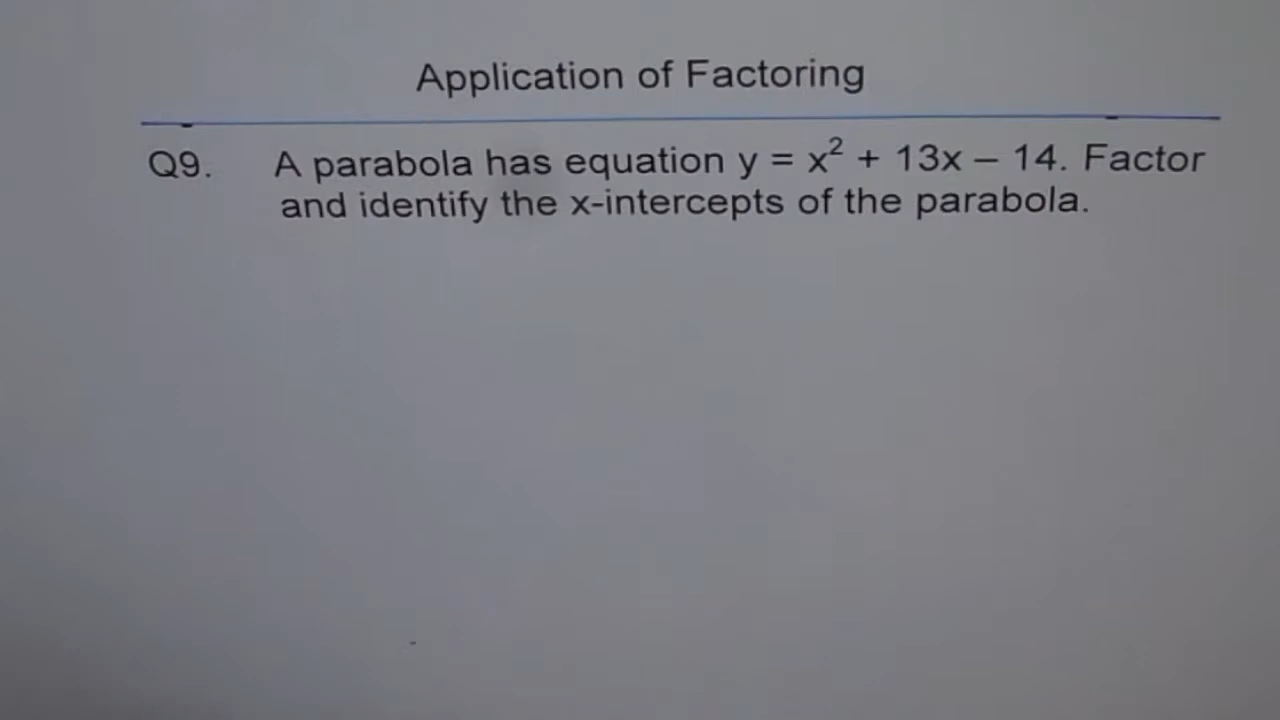 Application of Factoring
Q9. A parabola has equation y = x² + 13x – 14. Factor
and identify the x-intercepts of the parabola.